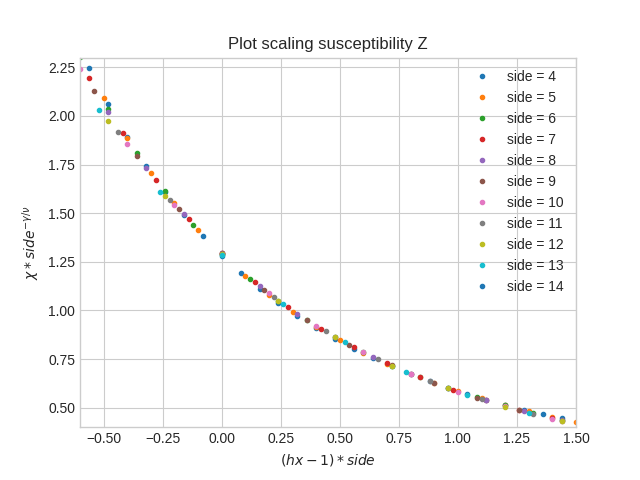 Plot scaling susceptibility Z
2.25
2.00
1.75
1.50
1.25
1.00
0.75
0.50
χ * side^{−γ/ν}
side = 4
side = 5
side = 6
side = 7
side = 8
side = 9
side = 10
side = 11
side = 12
side = 13
side = 14
−0.50 −0.25 0.00 0.25 0.50 0.75 1.00 1.25 1.50
(hx − 1) * side